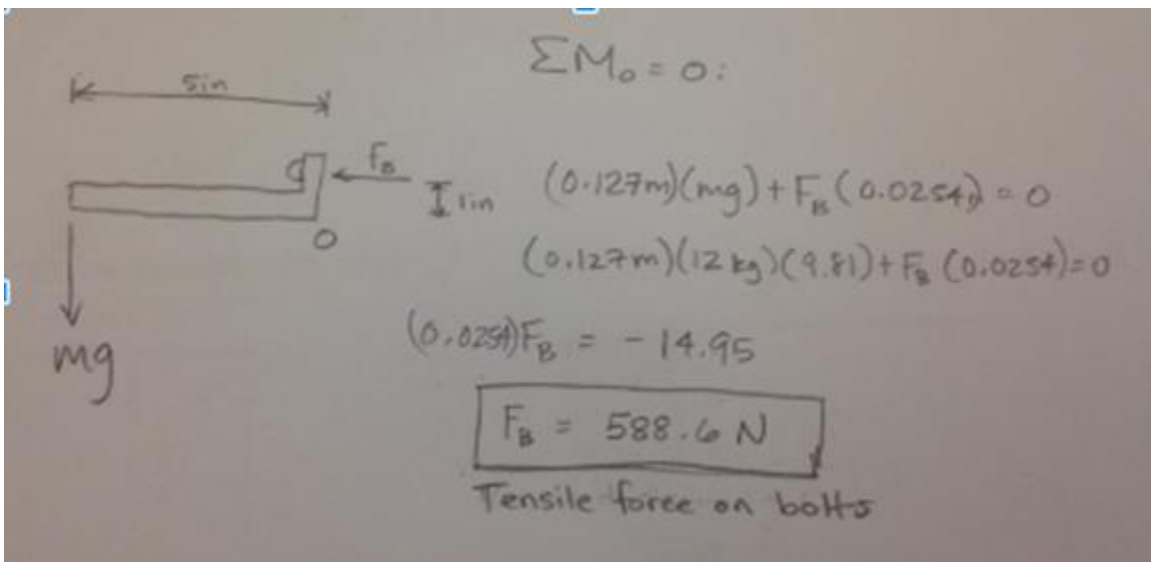 ΣM₀ = 0:
5in
F_B
1in
(0.127m)(mg) + F_B (0.0254) = 0
O
(0.127m)(12 kg)(9.81) + F_B (0.0254) = 0
(0.0254)F_B = - 14.95
mg
F_B = 588.6 N
Tensile force on bolts